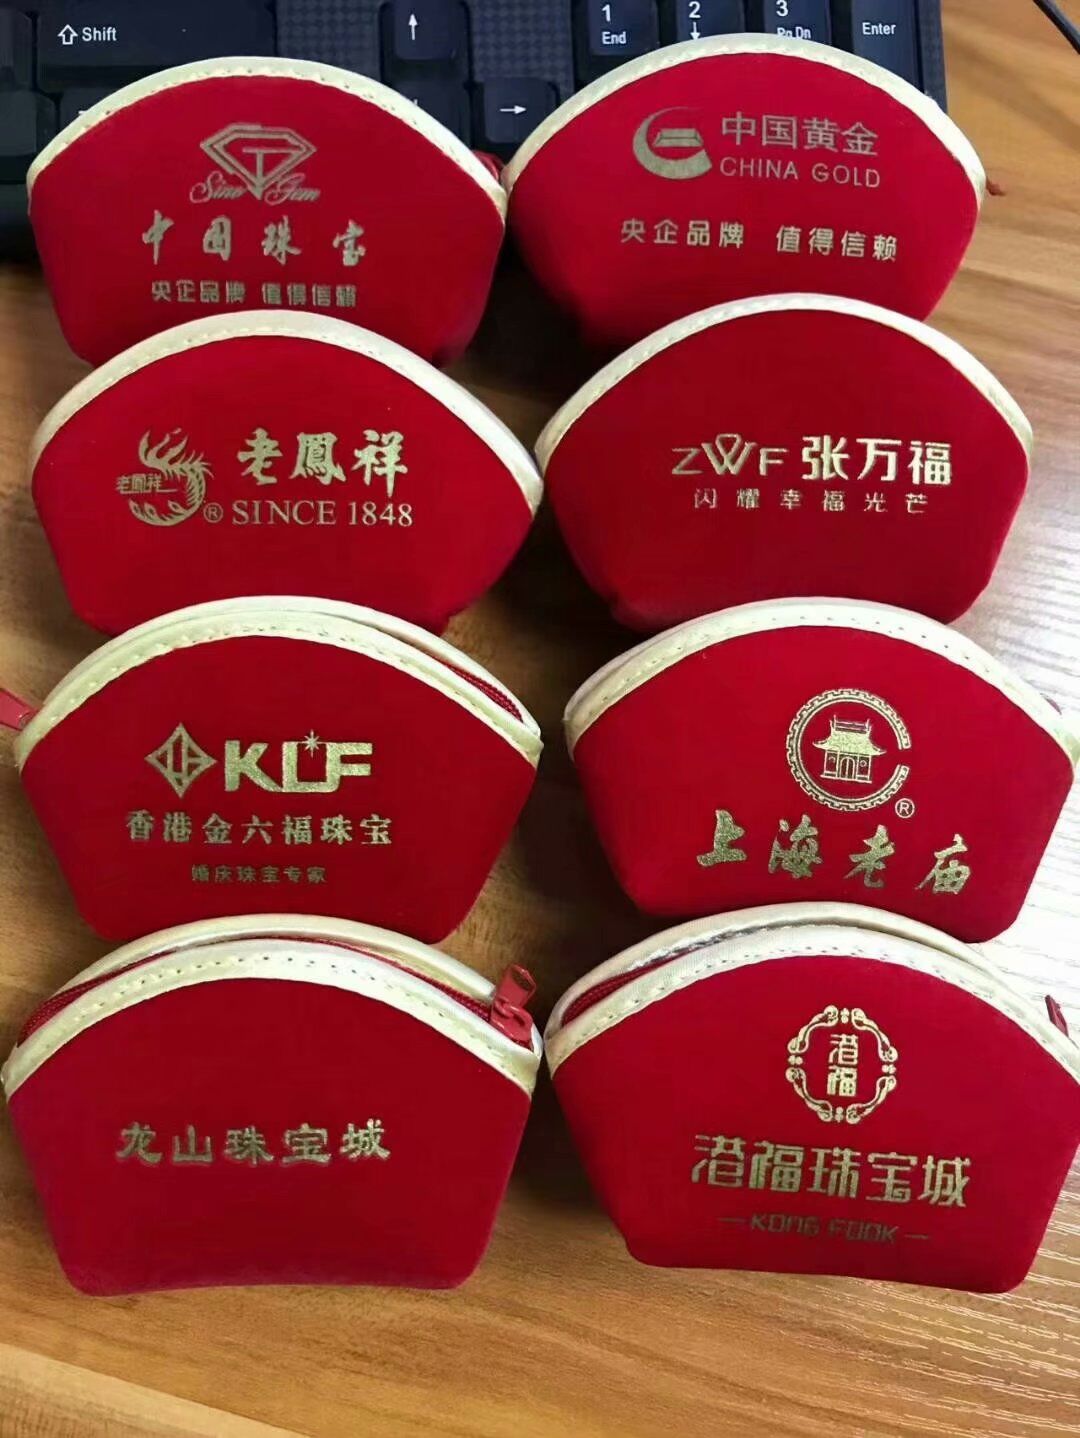 Shift
1
End
2
3
Pg Dn
Enter
Sino Gem
中国珠宝
央企品牌 值得信賴
中国黄金
CHINA GOLD
央企品牌 值得信赖
老鳳祥
老鳳祥
® SINCE 1848
ZWF 张万福
闪耀幸福光芒
KLF
香港金六福珠宝
婚庆珠宝专家
®
上海老庙
龙山珠宝城
港福
港福珠宝城
KONG FOOK